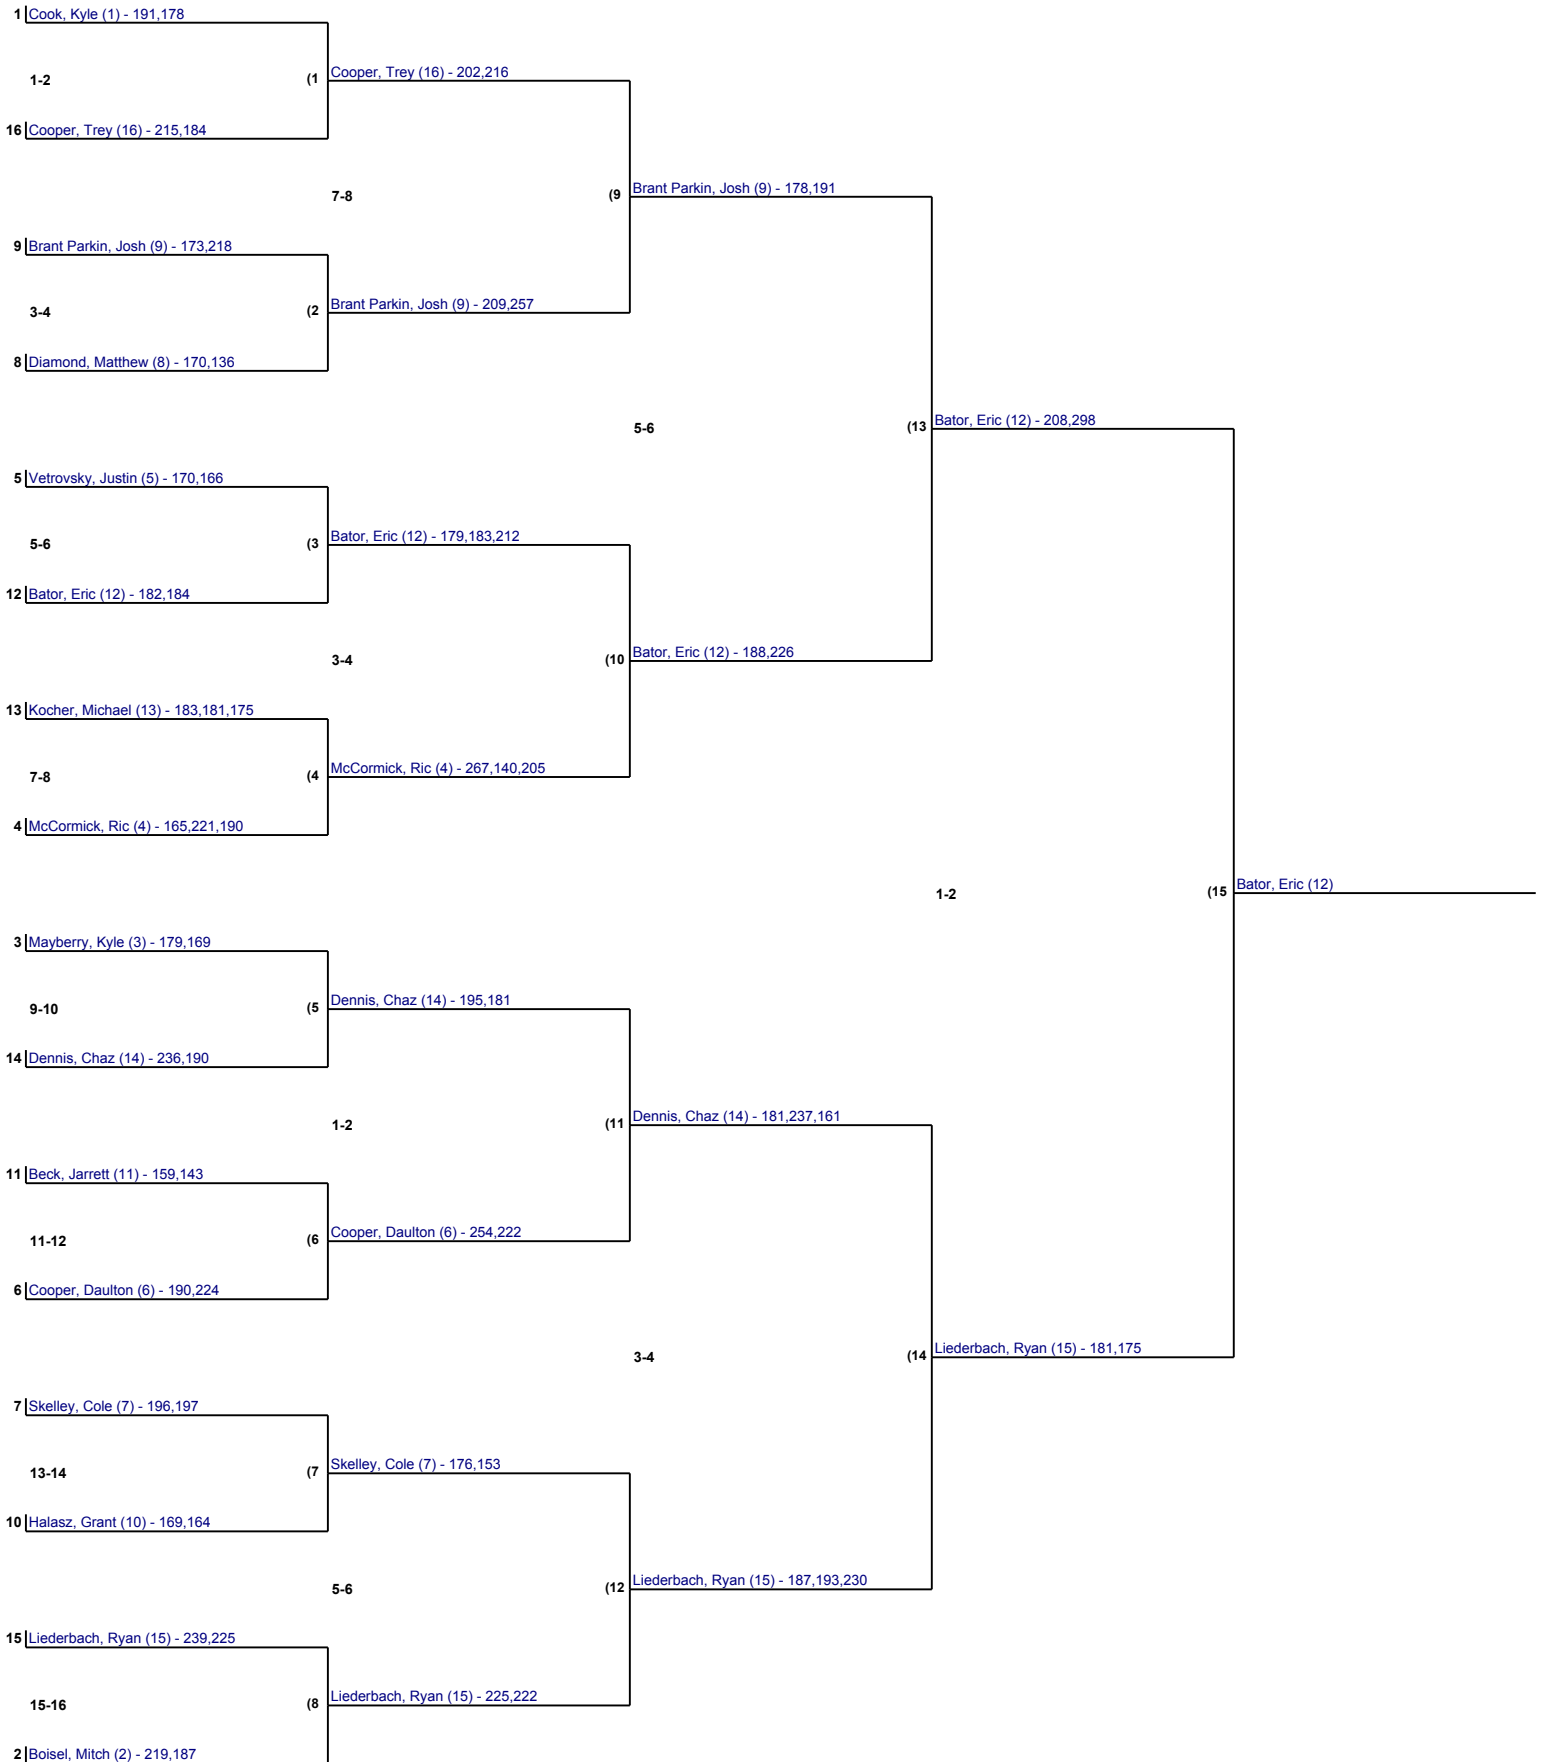 1 Cook, Kyle (1) - 191,178
1-2 (1 Cooper, Trey (16) - 202,216
16 Cooper, Trey (16) - 215,184
7-8 (9 Brant Parkin, Josh (9) - 178,191
9 Brant Parkin, Josh (9) - 173,218
3-4 (2 Brant Parkin, Josh (9) - 209,257
8 Diamond, Matthew (8) - 170,136
5-6 (13 Bator, Eric (12) - 208,298
5 Vetrovsky, Justin (5) - 170,166
5-6 (3 Bator, Eric (12) - 179,183,212
12 Bator, Eric (12) - 182,184
3-4 (10 Bator, Eric (12) - 188,226
13 Kocher, Michael (13) - 183,181,175
7-8 (4 McCormick, Ric (4) - 267,140,205
4 McCormick, Ric (4) - 165,221,190
1-2 (15 Bator, Eric (12)
3 Mayberry, Kyle (3) - 179,169
9-10 (5 Dennis, Chaz (14) - 195,181
14 Dennis, Chaz (14) - 236,190
1-2 (11 Dennis, Chaz (14) - 181,237,161
11 Beck, Jarrett (11) - 159,143
11-12 (6 Cooper, Daulton (6) - 254,222
6 Cooper, Daulton (6) - 190,224
3-4 (14 Liederbach, Ryan (15) - 181,175
7 Skelley, Cole (7) - 196,197
13-14 (7 Skelley, Cole (7) - 176,153
10 Halasz, Grant (10) - 169,164
5-6 (12 Liederbach, Ryan (15) - 187,193,230
15 Liederbach, Ryan (15) - 239,225
15-16 (8 Liederbach, Ryan (15) - 225,222
2 Boisel, Mitch (2) - 219,187